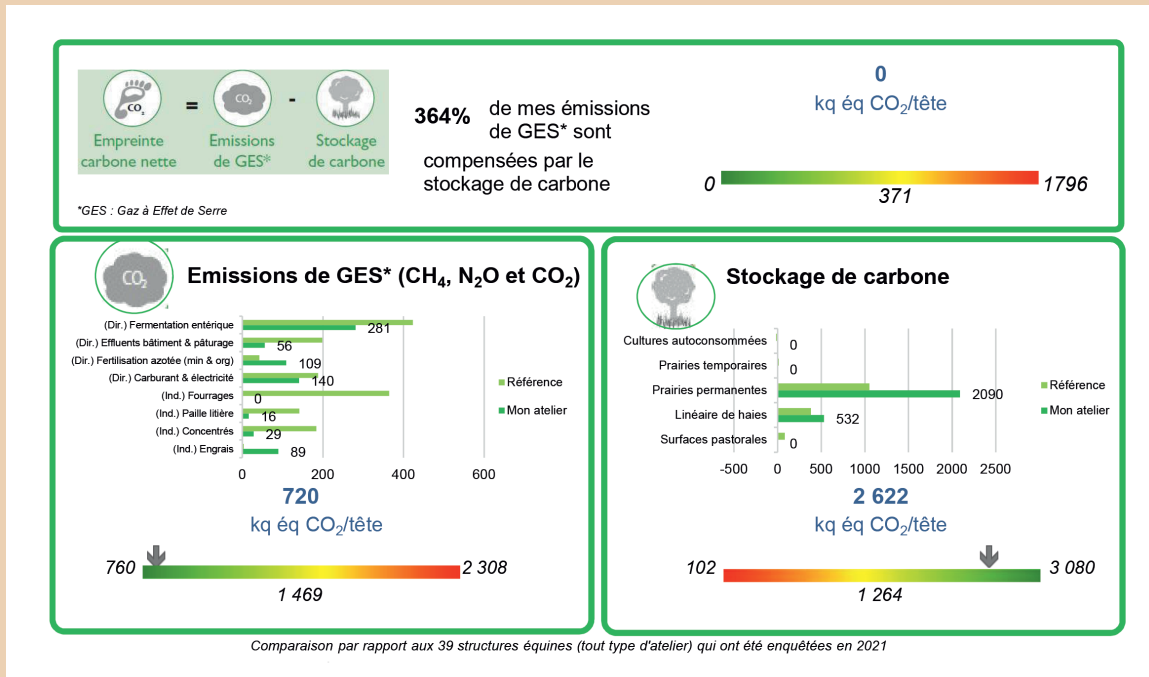 CO2
=
CO2
-
Empreinte
carbone nette
Emissions
de GES*
Stockage
de carbone
*GES : Gaz à Effet de Serre
364% de mes émissions
de GES* sont
compensées par le
stockage de carbone
0
kq éq CO2/tête
0 1796
371
CO2
Emissions de GES* (CH4, N2O et CO2)
(Dir.) Fermentation entérique 281
(Dir.) Effluents bâtiment & pâturage 56
(Dir.) Fertilisation azotée (min & org) 109
(Dir.) Carburant & électricité 140
(Ind.) Fourrages 0
(Ind.) Paille litière 16
(Ind.) Concentrés 29
(Ind.) Engrais 89
Référence
Mon atelier
0 200 400 600
720
kq éq CO2/tête
760 2 308
1 469
Stockage de carbone
Cultures autoconsommées 0
Prairies temporaires 0
Prairies permanentes 2090
Linéaire de haies 532
Surfaces pastorales 0
Référence
Mon atelier
-500 0 500 1000 1500 2000 2500
2 622
kq éq CO2/tête
102 3 080
1 264
Comparaison par rapport aux 39 structures équines (tout type d'atelier) qui ont été enquêtées en 2021